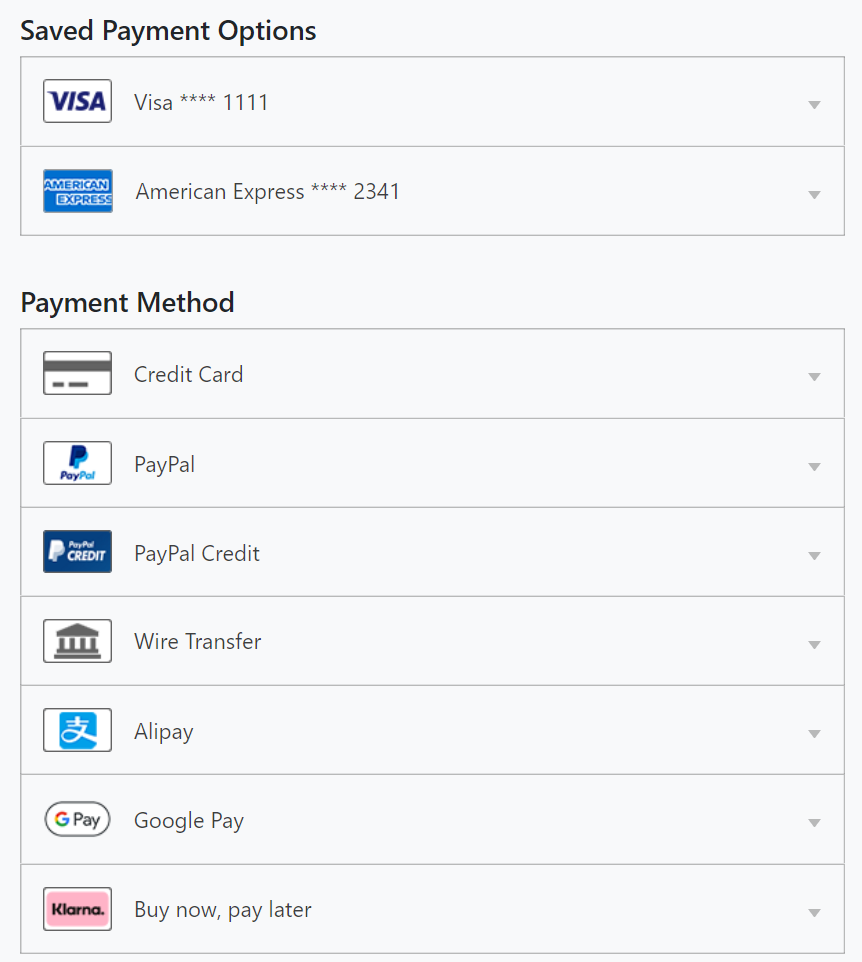 Saved Payment Options
VISA Visa **** 1111
AMERICAN
EXPRESS
American Express **** 2341
Payment Method
Credit Card
PayPal PayPal
PayPal
CREDIT
PayPal Credit
Wire Transfer
支 Alipay
G Pay Google Pay
Klarna. Buy now, pay later